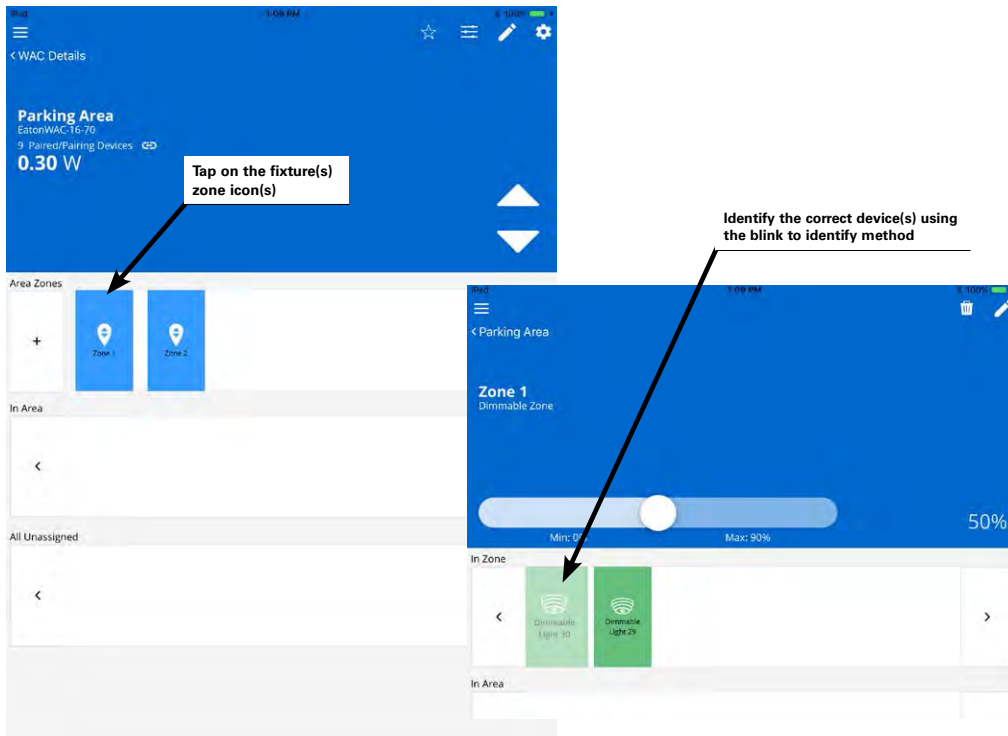 iPad 1:09 PM 100%
< WAC Details
Parking Area
EatonWAC-16-70
9 Paired/Pairing Devices
0.30 W
Tap on the fixture(s)
zone icon(s)
Area Zones
+
Zone 1
Zone 2
In Area
<
All Unassigned
<
Identify the correct device(s) using
the blink to identify method
iPad 1:09 PM 100%
< Parking Area
Zone 1
Dimmable Zone
50%
Min: 0% Max: 90%
In Zone
<
Dimmable
Light 30
Dimmable
Light 29
>
In Area